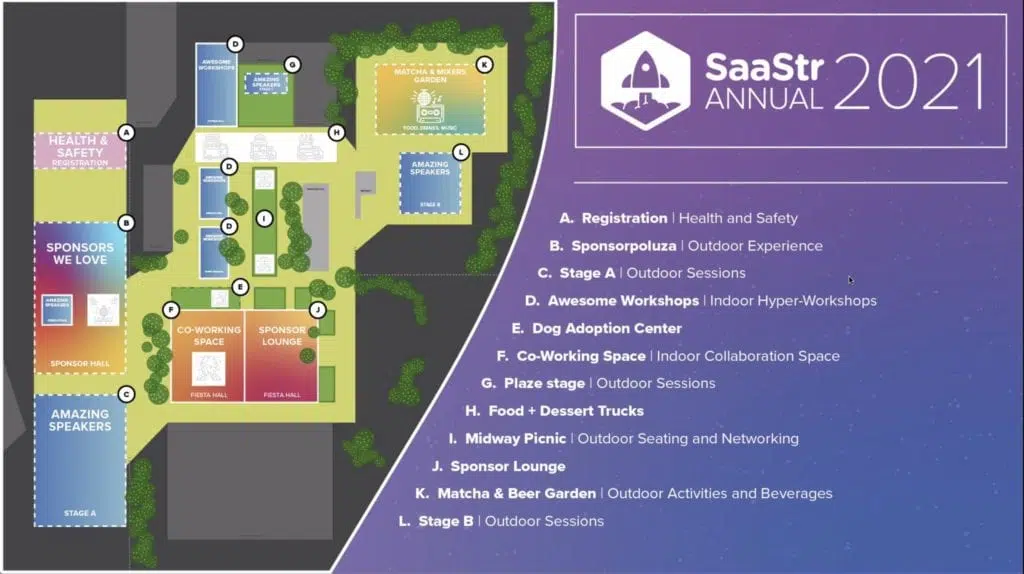 D
AWESOME
WORKSHOPS
G
AMAZING
SPEAKERS
K
MATCHA & MIXERS
GARDEN
FOOD, DRINKS, MUSIC
A
HEALTH &
SAFETY
REGISTRATION
H
L
AMAZING
SPEAKERS
STAGE B
D
AWESOME
WORKSHOPS
B
SPONSORS
WE LOVE
AMAZING
SPEAKERS
SPONSOR HALL
I
D
AWESOME
WORKSHOPS
E
F
CO-WORKING
SPACE
FIESTA HALL
J
SPONSOR
LOUNGE
FIESTA HALL
C
AMAZING
SPEAKERS
STAGE A
SaaStr
ANNUAL 2021
A. Registration | Health and Safety
B. Sponsorpoluza | Outdoor Experience
C. Stage A | Outdoor Sessions
D. Awesome Workshops | Indoor Hyper-Workshops
E. Dog Adoption Center
F. Co-Working Space | Indoor Collaboration Space
G. Plaze stage | Outdoor Sessions
H. Food + Dessert Trucks
I. Midway Picnic | Outdoor Seating and Networking
J. Sponsor Lounge
K. Matcha & Beer Garden | Outdoor Activities and Beverages
L. Stage B | Outdoor Sessions